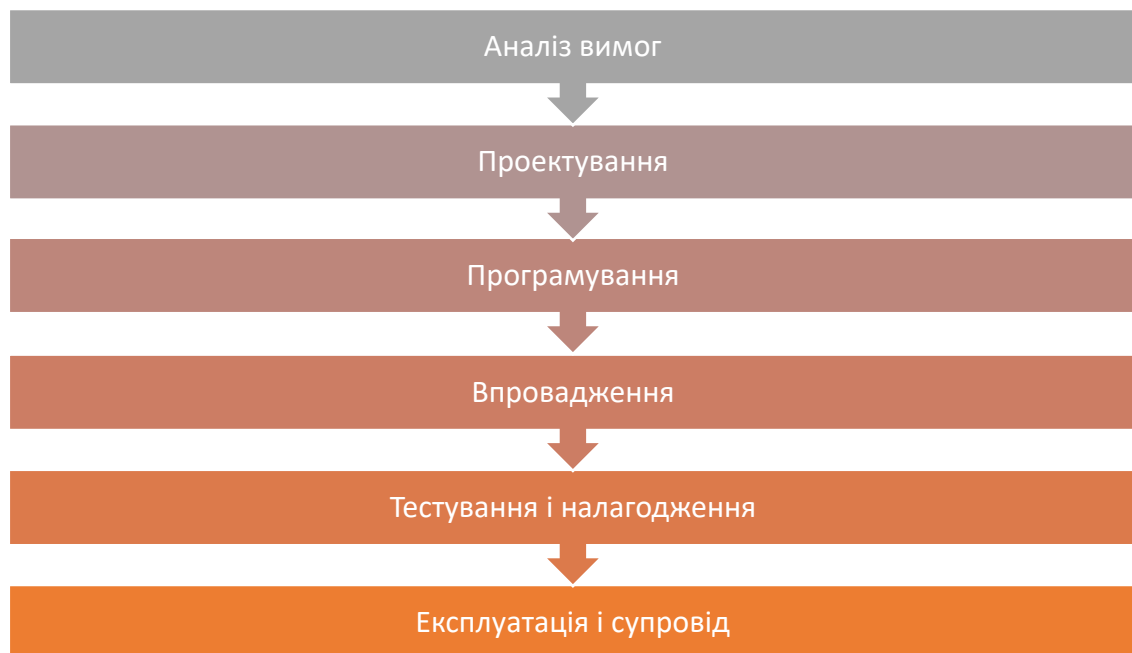 Аналіз вимог
Проектування
Програмування
Впровадження
Тестування і налагодження
Експлуатація і супровід